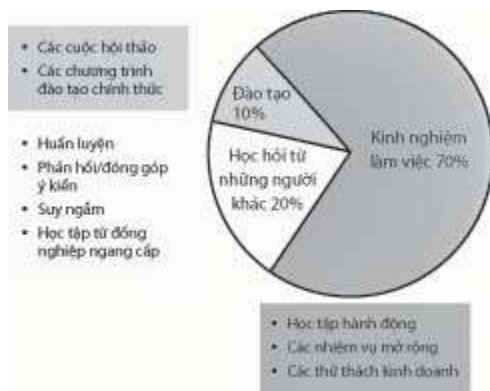 • Các cuộc hội thảo
• Các chương trình
đào tạo chính thức
• Huấn luyện
• Phản hồi/đóng góp
ý kiến
• Suy ngẫm
• Học tập từ đồng
nghiệp ngang cấp
Đào tạo
10%
Học hỏi từ
những người
khác 20%
Kinh nghiệm
làm việc 70%
• Học tập hành động
• Các nhiệm vụ mở rộng
• Các thử thách kinh doanh